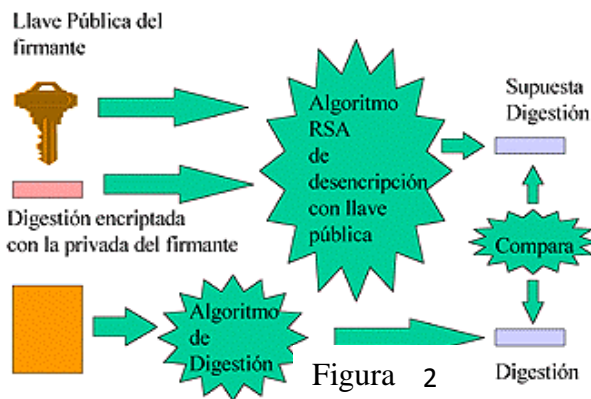 Llave Pública del
firmante
Algoritmo
RSA
de
desencripción
con llave
pública
Supuesta
Digestión
Digestión encriptada
con la privada del firmante
Compara
Algoritmo
de
Digestión
Figura 2
Digestión